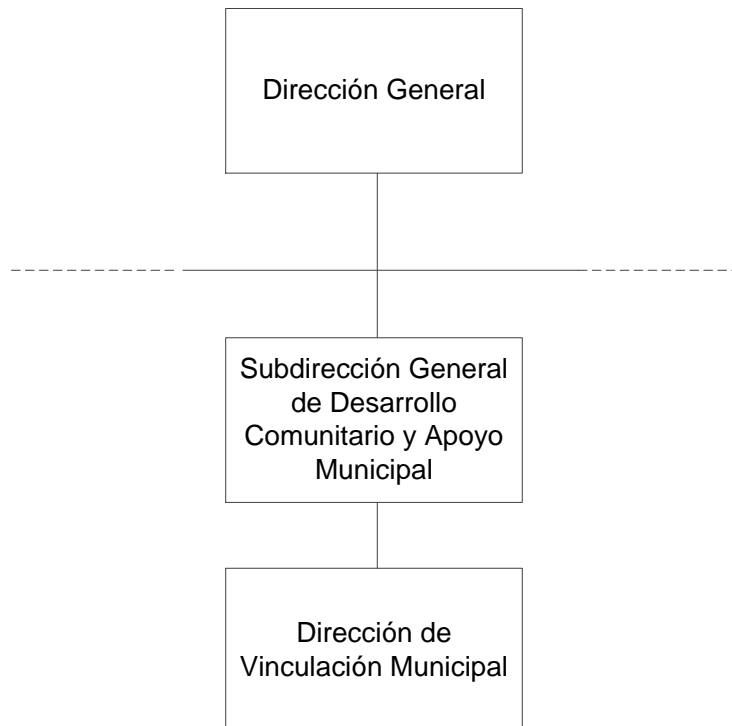 Dirección General
Subdirección General
de Desarrollo
Comunitario y Apoyo
Municipal
Dirección de
Vinculación Municipal